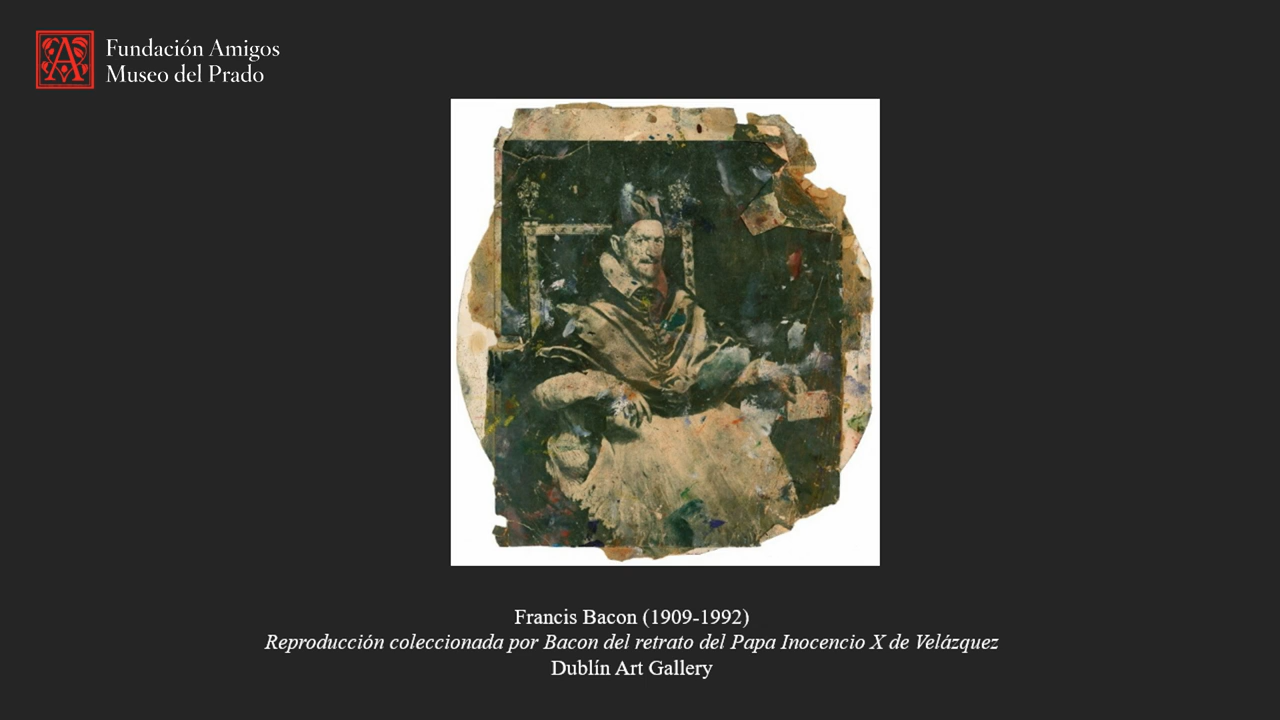 Fundación Amigos
Museo del Prado
Francis Bacon (1909-1992)
Reproducción coleccionada por Bacon del retrato del Papa Inocencio X de Velázquez
Dublín Art Gallery